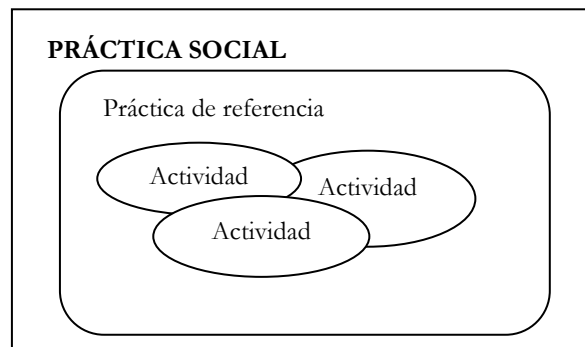 PRÁCTICA SOCIAL
Práctica de referencia
Actividad
Actividad
Actividad